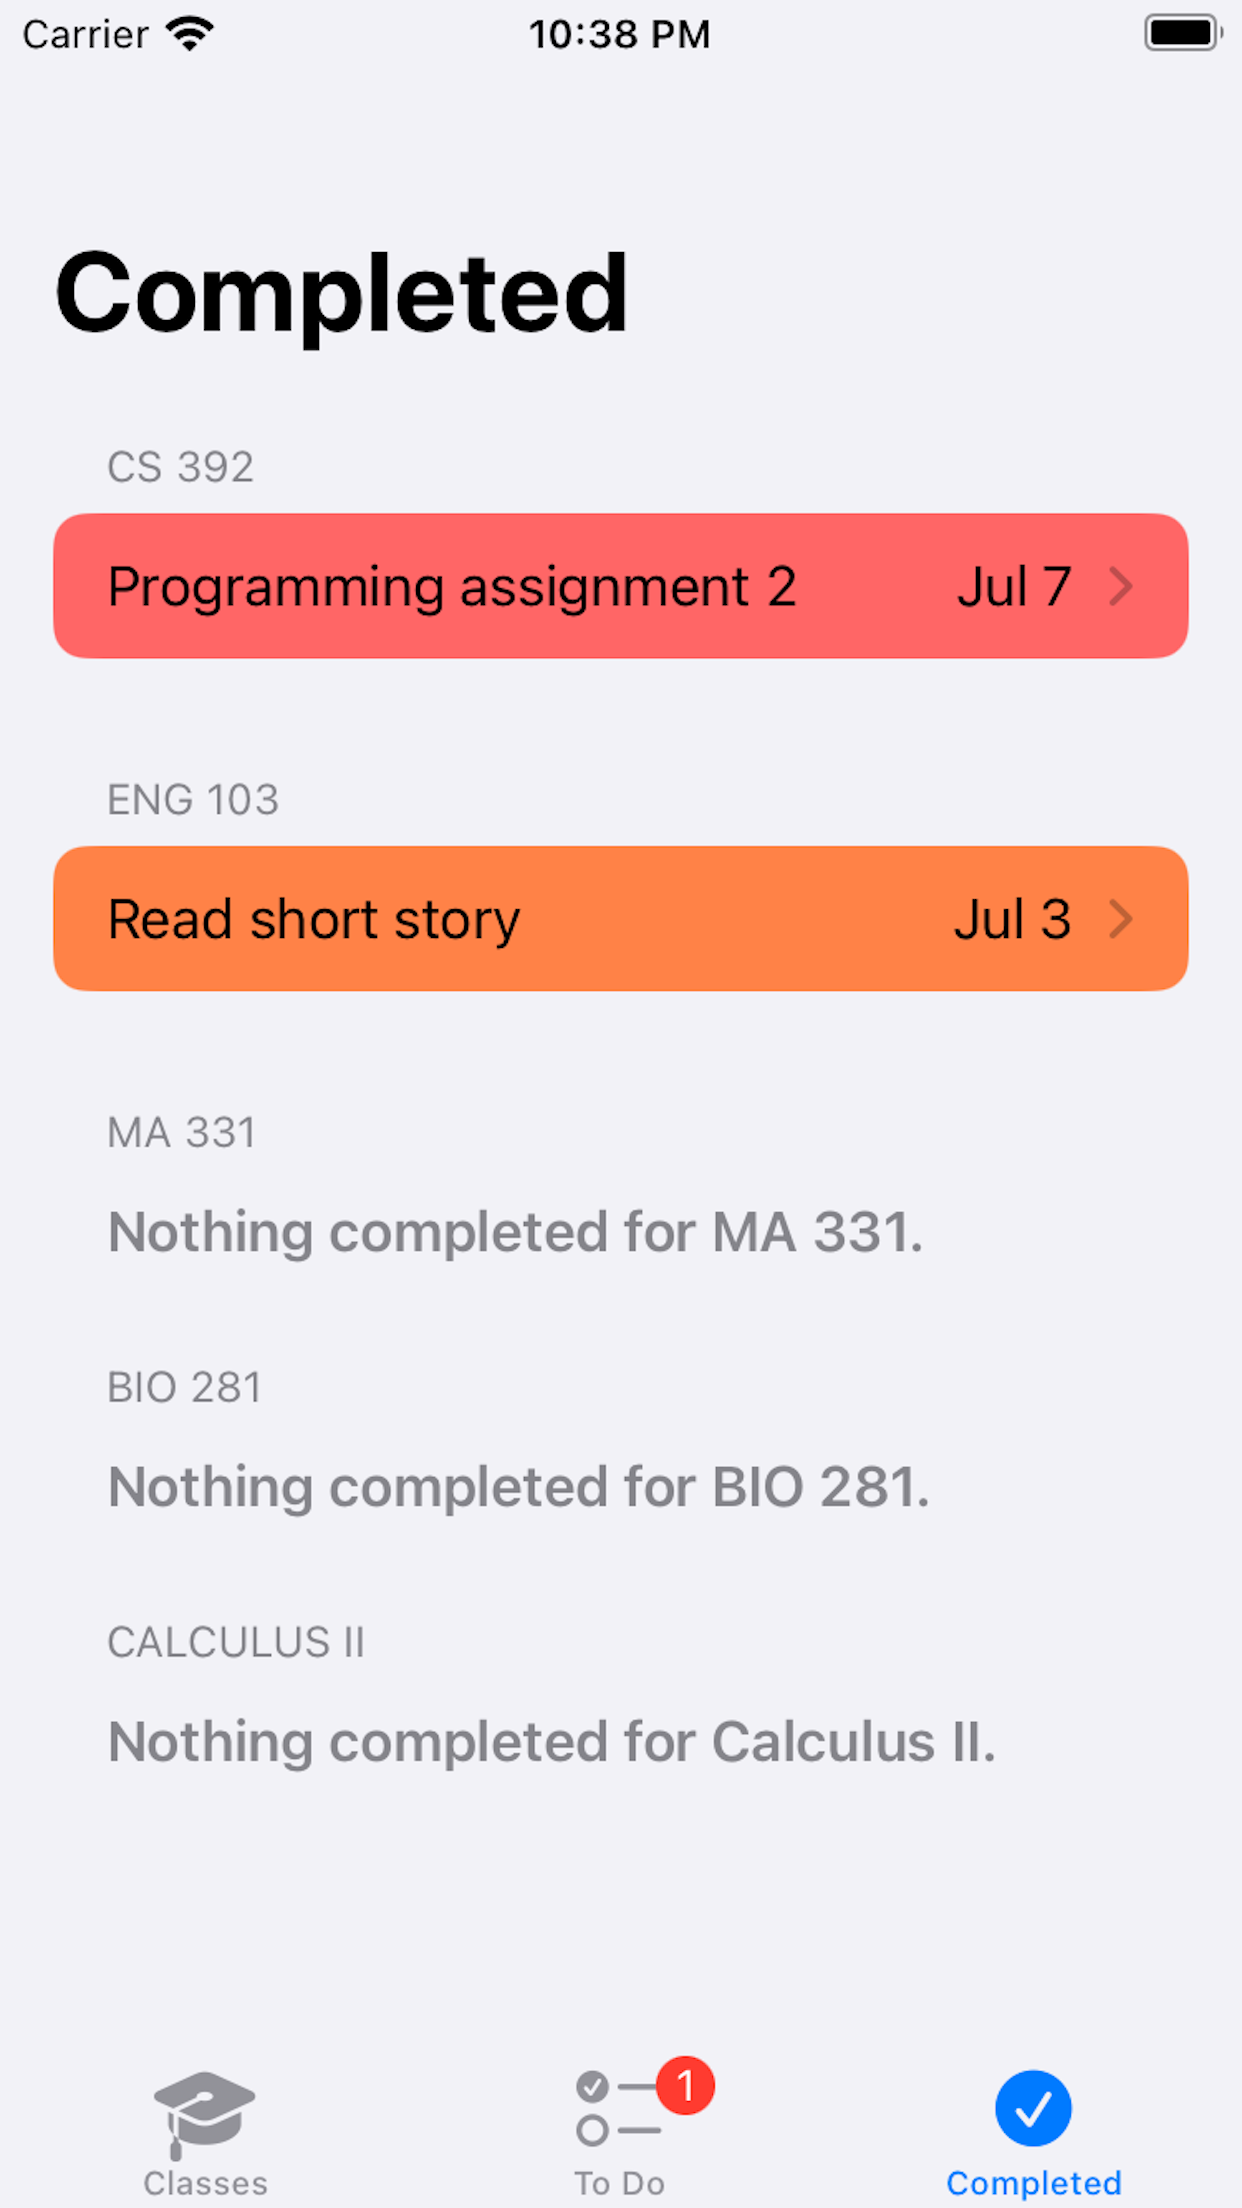 Carrier 10:38 PM
Completed
CS 392
Programming assignment 2 Jul 7
ENG 103
Read short story Jul 3
MA 331
Nothing completed for MA 331.
BIO 281
Nothing completed for BIO 281.
CALCULUS II
Nothing completed for Calculus II.
1
Classes To Do Completed